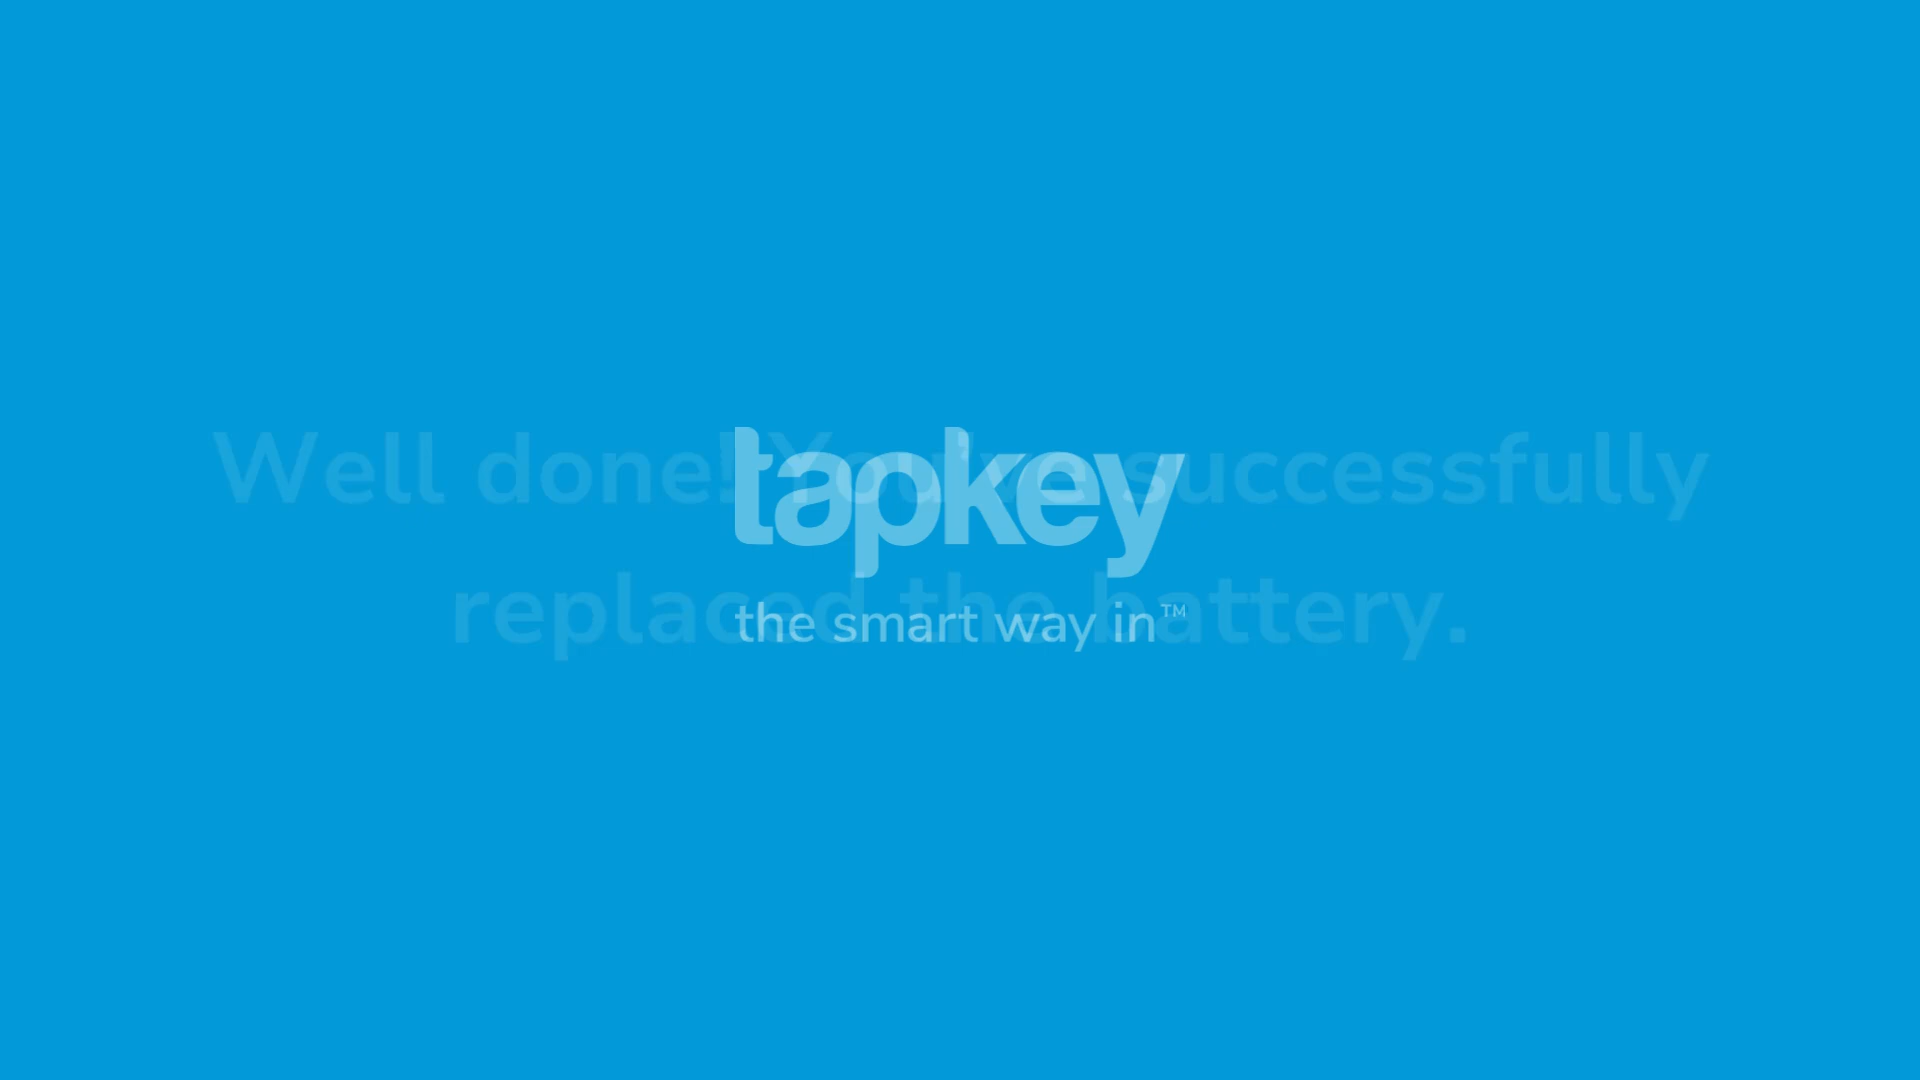 Well done! You've successfully
replaced the battery.
tapkey
the smart way in™